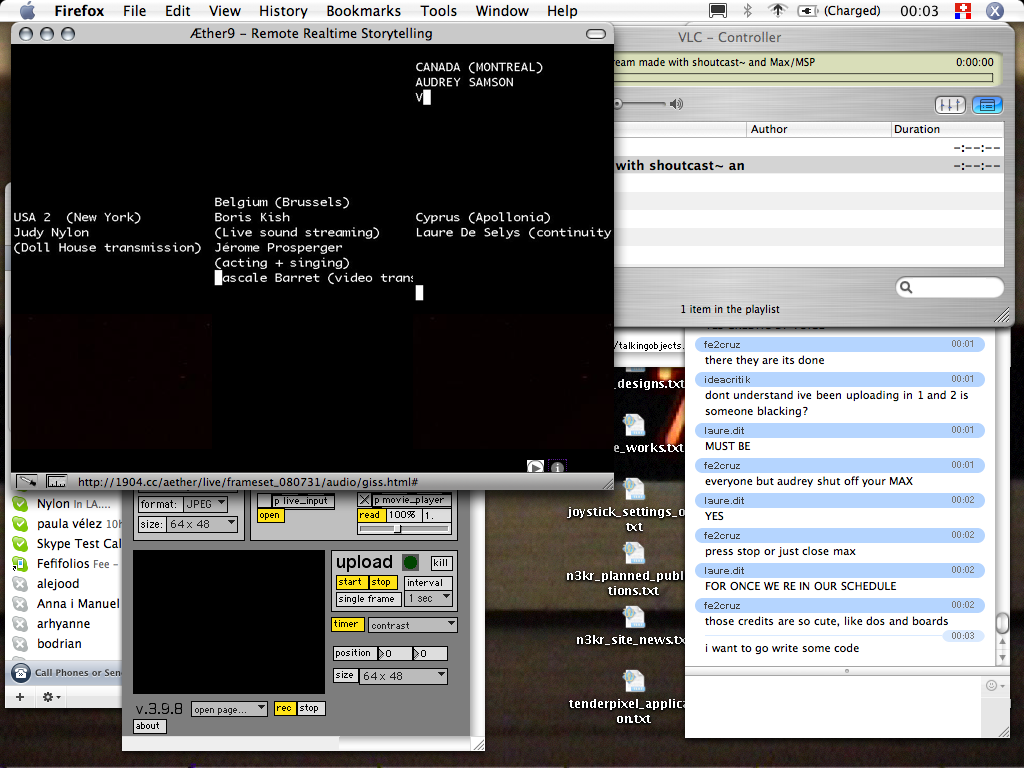 Firefox File Edit View History Bookmarks Tools Window Help (Charged) 00:03
Æther9 – Remote Realtime Storytelling
CANADA (MONTREAL)
AUDREY SAMSON
V
USA 2 (New York)
Judy Nylon
(Doll House transmission)
Belgium (Brussels)
Boris Kish
(Live sound streaming)
Jérome Prosperger
(acting + singing)
ascale Barret (video trans
Cyprus (Apollonia)
Laure De Selys (continuity
http://1904.cc/aether/live/frameset_080731/audio/giss.html#
VLC – Controller
ream made with shoutcast~ and Max/MSP 0:00:00
Author Duration
-:--:--
with shoutcast~ an -:--:--
1 item in the playlist
/talkingobjects.
_designs.txt
e_works.txt
joystick_settings_o
txt
n3kr_planned_publ
tions.txt
n3kr_site_news.tx
tenderpixel_applica
on.txt
fe2cruz 00:01
there they are its done
ideacritik 00:01
dont understand ive been uploading in 1 and 2 is
someone blacking?
laure.dit 00:01
MUST BE
fe2cruz 00:01
everyone but audrey shut off your MAX
laure.dit 00:02
YES
fe2cruz 00:02
press stop or just close max
laure.dit 00:02
FOR ONCE WE RE IN OUR SCHEDULE
fe2cruz 00:02
those credits are so cute, like dos and boards
00:03
i want to go write some code
Nylon In LA....
paula vélez 10h
Skype Test Cal
Fefifolios Fee –
alejood
Anna i Manuel
arhyanne
bodrian
Call Phones or Sen
format: JPEG
size: 64 x 48
p live_input
open
p movie_player
read 100% 1.
upload kill
start stop interval
single frame 1 sec
timer contrast
position 0 0
size 64 x 48
v.3.9.8 open page... rec stop
about